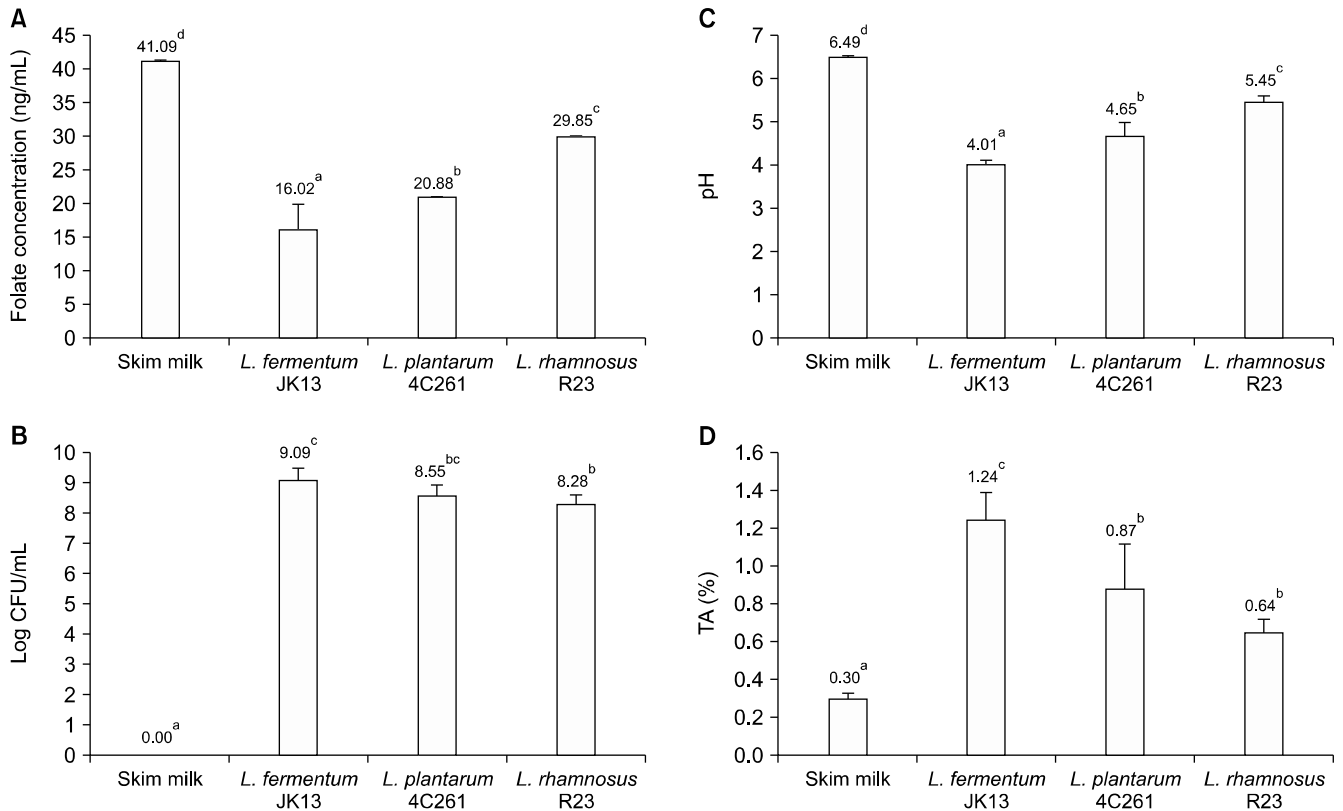 A
Folate concentration (ng/mL)
45
40
35
30
25
20
15
10
5
0
41.09d
16.02a
20.88b
29.85c
Skim milk
L. fermentum
JK13
L. plantarum
4C261
L. rhamnosus
R23
C
pH
7
6
5
4
3
2
1
0
6.49d
4.01a
4.65b
5.45c
Skim milk
L. fermentum
JK13
L. plantarum
4C261
L. rhamnosus
R23
B
Log CFU/mL
10
9
8
7
6
5
4
3
2
1
0
0.00a
9.09c
8.55bc
8.28b
Skim milk
L. fermentum
JK13
L. plantarum
4C261
L. rhamnosus
R23
D
TA (%)
1.6
1.4
1.2
1.0
0.8
0.6
0.4
0.2
0.0
0.30a
1.24c
0.87b
0.64b
Skim milk
L. fermentum
JK13
L. plantarum
4C261
L. rhamnosus
R23